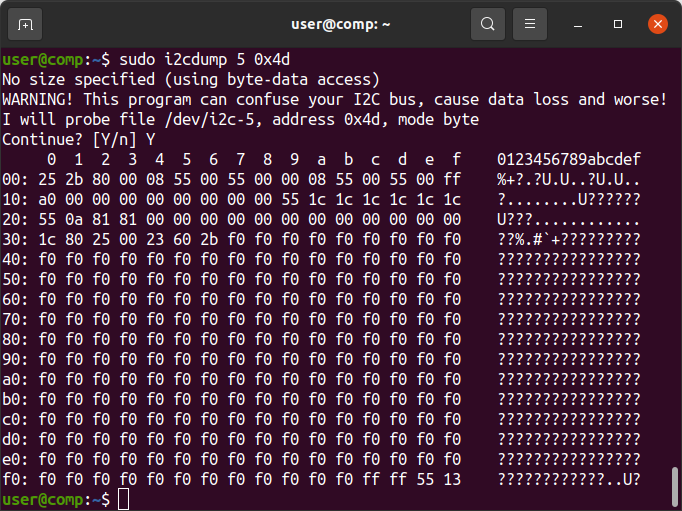 user@comp: ~
user@comp:~$ sudo i2cdump 5 0x4d
No size specified (using byte-data access)
WARNING! This program can confuse your I2C bus, cause data loss and worse!
I will probe file /dev/i2c-5, address 0x4d, mode byte
Continue? [Y/n] Y
     0  1  2  3  4  5  6  7  8  9  a  b  c  d  e  f    0123456789abcdef
00: 25 2b 80 00 08 55 00 55 00 00 08 55 00 55 00 ff    %+?.?U.U..?U.U..
10: a0 00 00 00 00 00 00 00 00 55 1c 1c 1c 1c 1c 1c    ?........U??????
20: 55 0a 81 81 00 00 00 00 00 00 00 00 00 00 00 00    U???............
30: 1c 80 25 00 23 60 2b f0 f0 f0 f0 f0 f0 f0 f0 f0    ??%.#`+?????????
40: f0 f0 f0 f0 f0 f0 f0 f0 f0 f0 f0 f0 f0 f0 f0 f0    ????????????????
50: f0 f0 f0 f0 f0 f0 f0 f0 f0 f0 f0 f0 f0 f0 f0 f0    ????????????????
60: f0 f0 f0 f0 f0 f0 f0 f0 f0 f0 f0 f0 f0 f0 f0 f0    ????????????????
70: f0 f0 f0 f0 f0 f0 f0 f0 f0 f0 f0 f0 f0 f0 f0 f0    ????????????????
80: f0 f0 f0 f0 f0 f0 f0 f0 f0 f0 f0 f0 f0 f0 f0 f0    ????????????????
90: f0 f0 f0 f0 f0 f0 f0 f0 f0 f0 f0 f0 f0 f0 f0 f0    ????????????????
a0: f0 f0 f0 f0 f0 f0 f0 f0 f0 f0 f0 f0 f0 f0 f0 f0    ????????????????
b0: f0 f0 f0 f0 f0 f0 f0 f0 f0 f0 f0 f0 f0 f0 f0 f0    ????????????????
c0: f0 f0 f0 f0 f0 f0 f0 f0 f0 f0 f0 f0 f0 f0 f0 f0    ????????????????
d0: f0 f0 f0 f0 f0 f0 f0 f0 f0 f0 f0 f0 f0 f0 f0 f0    ????????????????
e0: f0 f0 f0 f0 f0 f0 f0 f0 f0 f0 f0 f0 f0 f0 f0 f0    ????????????????
f0: f0 f0 f0 f0 f0 f0 f0 f0 f0 f0 f0 f0 ff ff 55 13    ????????????..U?
user@comp:~$